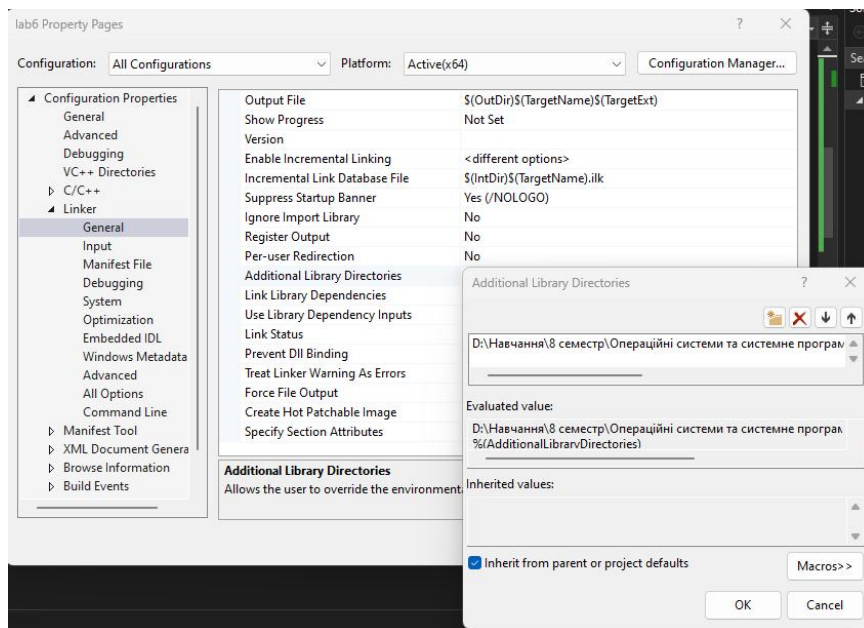 lab6 Property Pages
Configuration: All Configurations Platform: Active(x64) Configuration Manager...
Configuration Properties
General
Advanced
Debugging
VC++ Directories
C/C++
Linker
General
Input
Manifest File
Debugging
System
Optimization
Embedded IDL
Windows Metadata
Advanced
All Options
Command Line
Manifest Tool
XML Document Genera
Browse Information
Build Events
Output File $(OutDir)$(TargetName)$(TargetExt)
Show Progress Not Set
Version
Enable Incremental Linking <different options>
Incremental Link Database File $(IntDir)$(TargetName).ilk
Suppress Startup Banner Yes (/NOLOGO)
Ignore Import Library No
Register Output No
Per-user Redirection No
Additional Library Directories
Link Library Dependencies
Use Library Dependency Inputs
Link Status
Prevent Dll Binding
Treat Linker Warning As Errors
Force File Output
Create Hot Patchable Image
Specify Section Attributes
Additional Library Directories
Allows the user to override the environment
Additional Library Directories
D:\Навчання\8 семестр\Операційні системи та системне програм
Evaluated value:
D:\Навчання\8 семестр\Операційні системи та системне програм
%(AdditionalLibraryDirectories)
Inherited values:
Inherit from parent or project defaults
Macros>>
OK Cancel